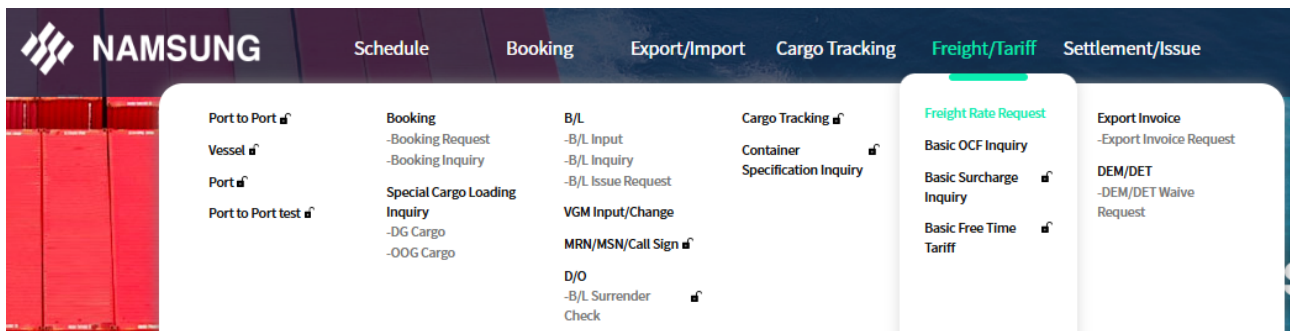 NAMSUNG
Schedule
Booking
Export/Import
Cargo Tracking
Freight/Tariff
Settlement/Issue
Port to Port
Vessel
Port
Port to Port test
Booking
-Booking Request
-Booking Inquiry
Special Cargo Loading
Inquiry
-DG Cargo
-OOG Cargo
B/L
-B/L Input
-B/L Inquiry
-B/L Issue Request
VGM Input/Change
MRN/MSN/Call Sign
D/O
-B/L Surrender
Check
Cargo Tracking
Container
Specification Inquiry
Freight Rate Request
Basic OCF Inquiry
Basic Surcharge
Inquiry
Basic Free Time
Tariff
Export Invoice
-Export Invoice Request
DEM/DET
-DEM/DET Waive
Request